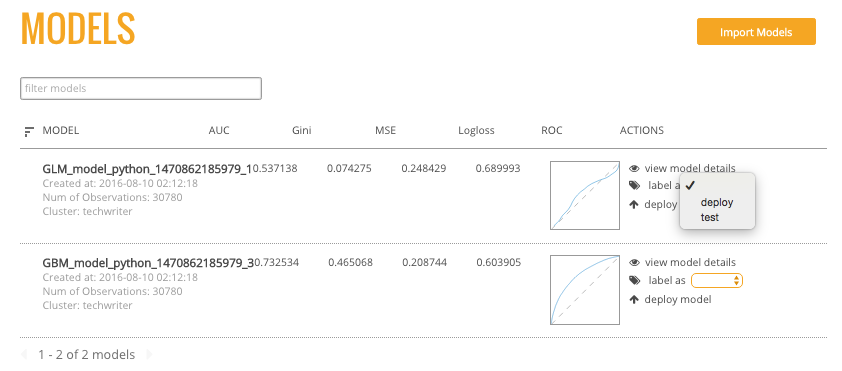 MODELS
Import Models
filter models
MODEL AUC Gini MSE Logloss ROC ACTIONS
GLM_model_python_1470862185979_1 0.537138 0.074275 0.248429 0.689993 view model details
Created at: 2016-08-10 02:12:18
Num of Observations: 30780
Cluster: techwriter
label a
deploy
deploy
test
GBM_model_python_1470862185979_3 0.732534 0.465068 0.208744 0.603905 view model details
Created at: 2016-08-10 02:12:18
Num of Observations: 30780
Cluster: techwriter
label as
deploy model
1 - 2 of 2 models